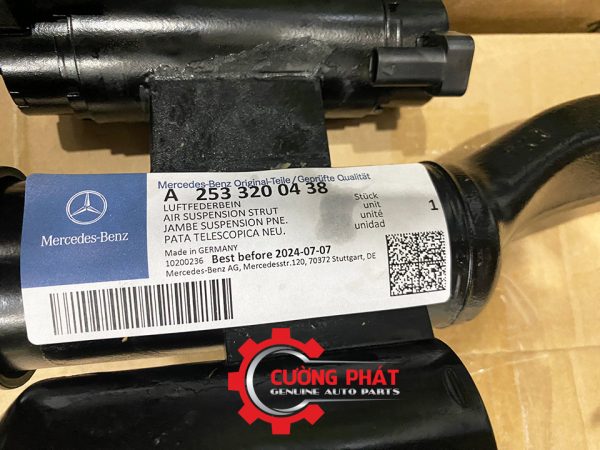 Mercedes-Benz Original-Teile / Geprüfte Qualität
A 253 320 04 38
LUFTFEDERBEIN
AIR SUSPENSION STRUT
JAMBE SUSPENSION PNE.
PATA TELESCOPICA NEU.
Stück
unit
unité
unidad
1
Mercedes-Benz
Made in GERMANY
10200236 Best before 2024-07-07
Mercedes-Benz AG, Mercedesstr.120, 70372 Stuttgart, DE
CƯỜNG PHÁT
GENUINE AUTO PARTS